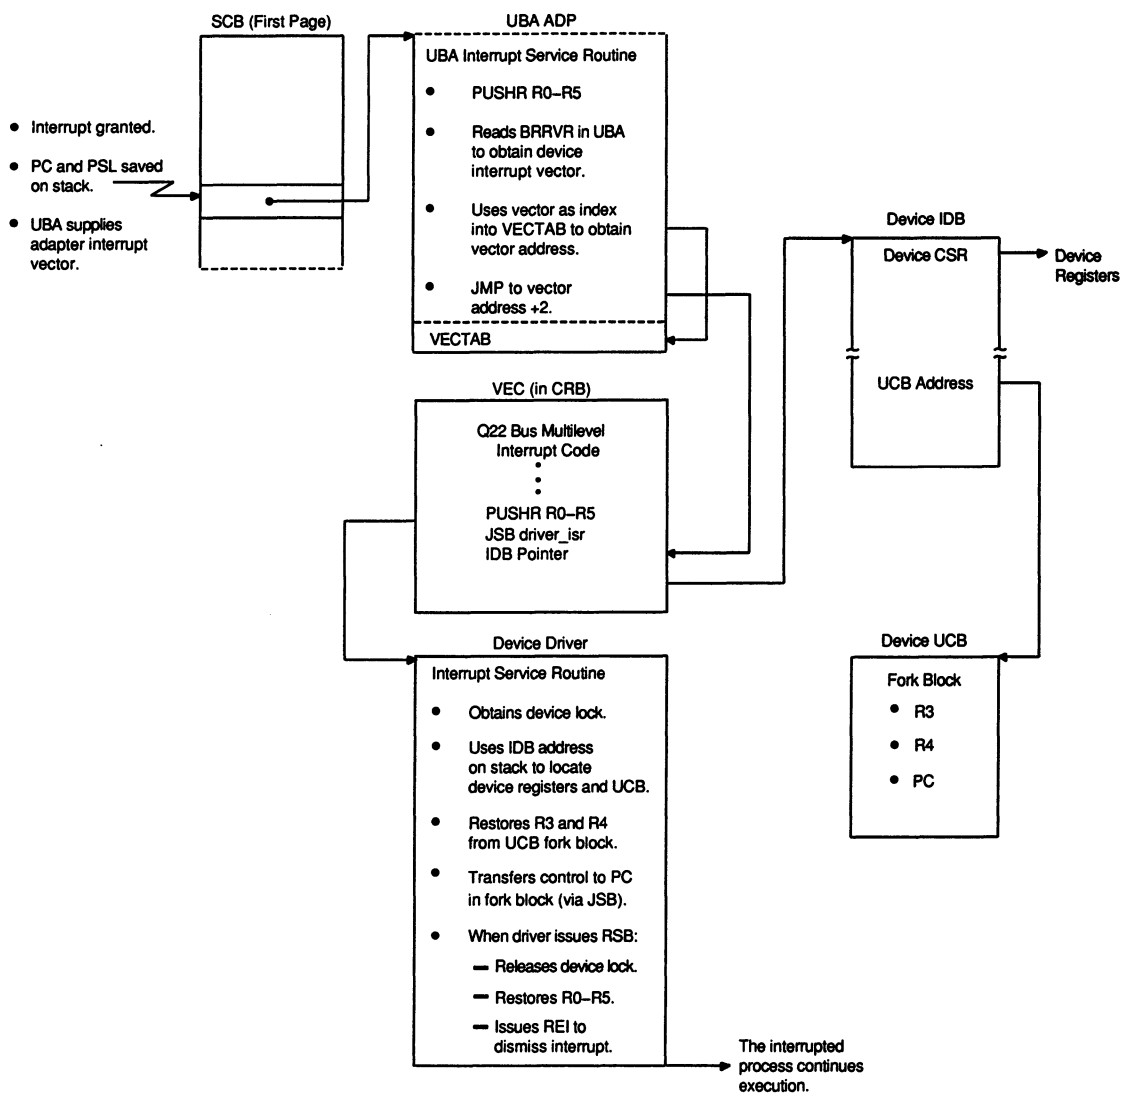 SCB (First Page)
UBA ADP
UBA Interrupt Service Routine
● PUSHR R0–R5
● Reads BRRVR in UBA
to obtain device
interrupt vector.
● Uses vector as index
into VECTAB to obtain
vector address.
● JMP to vector
address +2.
VECTAB
● Interrupt granted.
● PC and PSL saved
on stack.
● UBA supplies
adapter interrupt
vector.
Device IDB
Device CSR
Device
Registers
UCB Address
VEC (in CRB)
Q22 Bus Multilevel
Interrupt Code
PUSHR R0–R5
JSB driver_isr
IDB Pointer
Device Driver
Interrupt Service Routine
● Obtains device lock.
● Uses IDB address
on stack to locate
device registers and UCB.
● Restores R3 and R4
from UCB fork block.
● Transfers control to PC
in fork block (via JSB).
● When driver issues RSB:
— Releases device lock.
— Restores R0–R5.
— Issues REI to
dismiss interrupt.
Device UCB
Fork Block
● R3
● R4
● PC
The interrupted
process continues
execution.